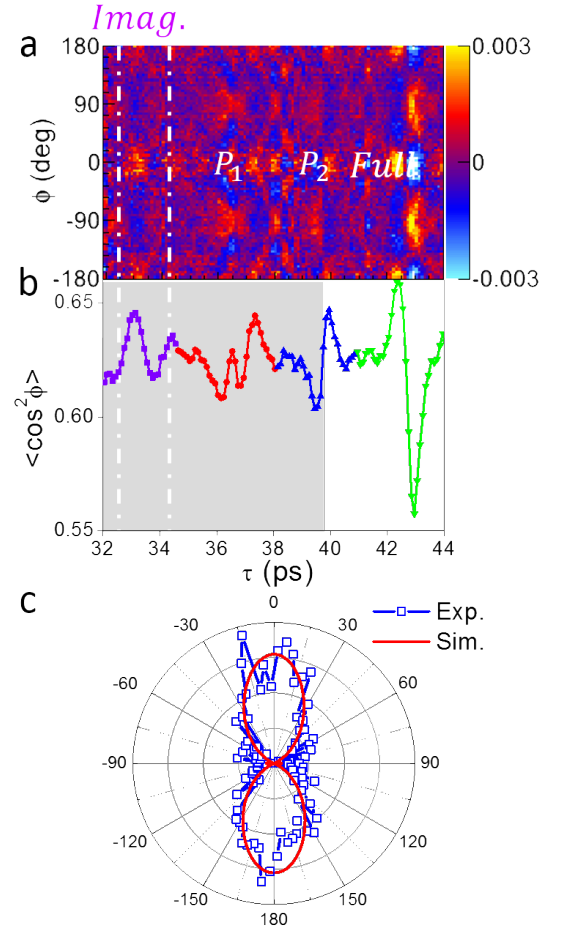 Imag.
a
180
90
0
-90
-180
ϕ (deg)
P1
P2
Full
0.003
0
-0.003
b
0.65
0.60
0.55
<cos²ϕ>
32 34 36 38 40 42 44
τ (ps)
c
0
30
60
90
120
150
180
-150
-120
-90
-60
-30
Exp.
Sim.